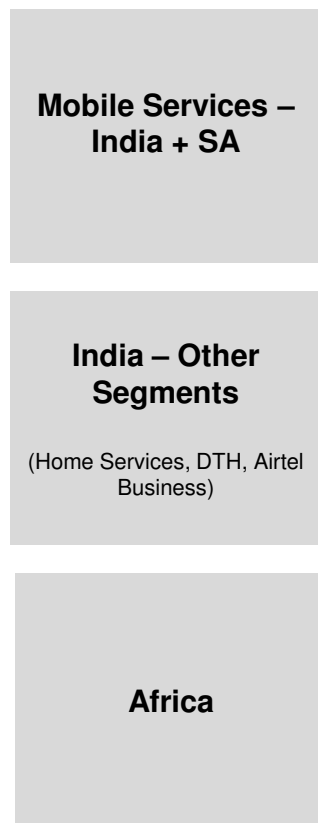 Mobile Services –
India + SA
India – Other
Segments
(Home Services, DTH, Airtel
Business)
Africa